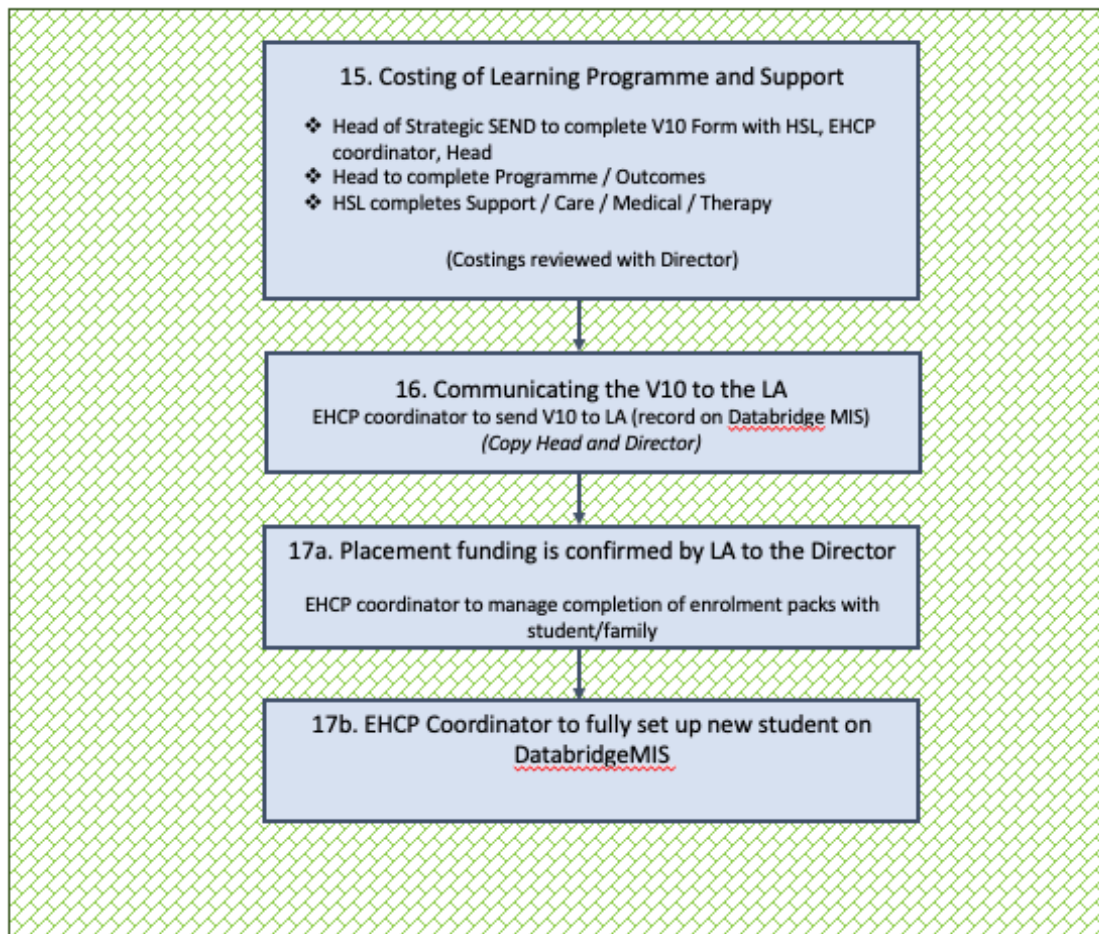 15. Costing of Learning Programme and Support
❖ Head of Strategic SEND to complete V10 Form with HSL, EHCP
coordinator, Head
❖ Head to complete Programme / Outcomes
❖ HSL completes Support / Care / Medical / Therapy
(Costings reviewed with Director)
16. Communicating the V10 to the LA
EHCP coordinator to send V10 to LA (record on Databridge MIS)
(Copy Head and Director)
17a. Placement funding is confirmed by LA to the Director
EHCP coordinator to manage completion of enrolment packs with
student/family
17b. EHCP Coordinator to fully set up new student on
DatabridgeMIS